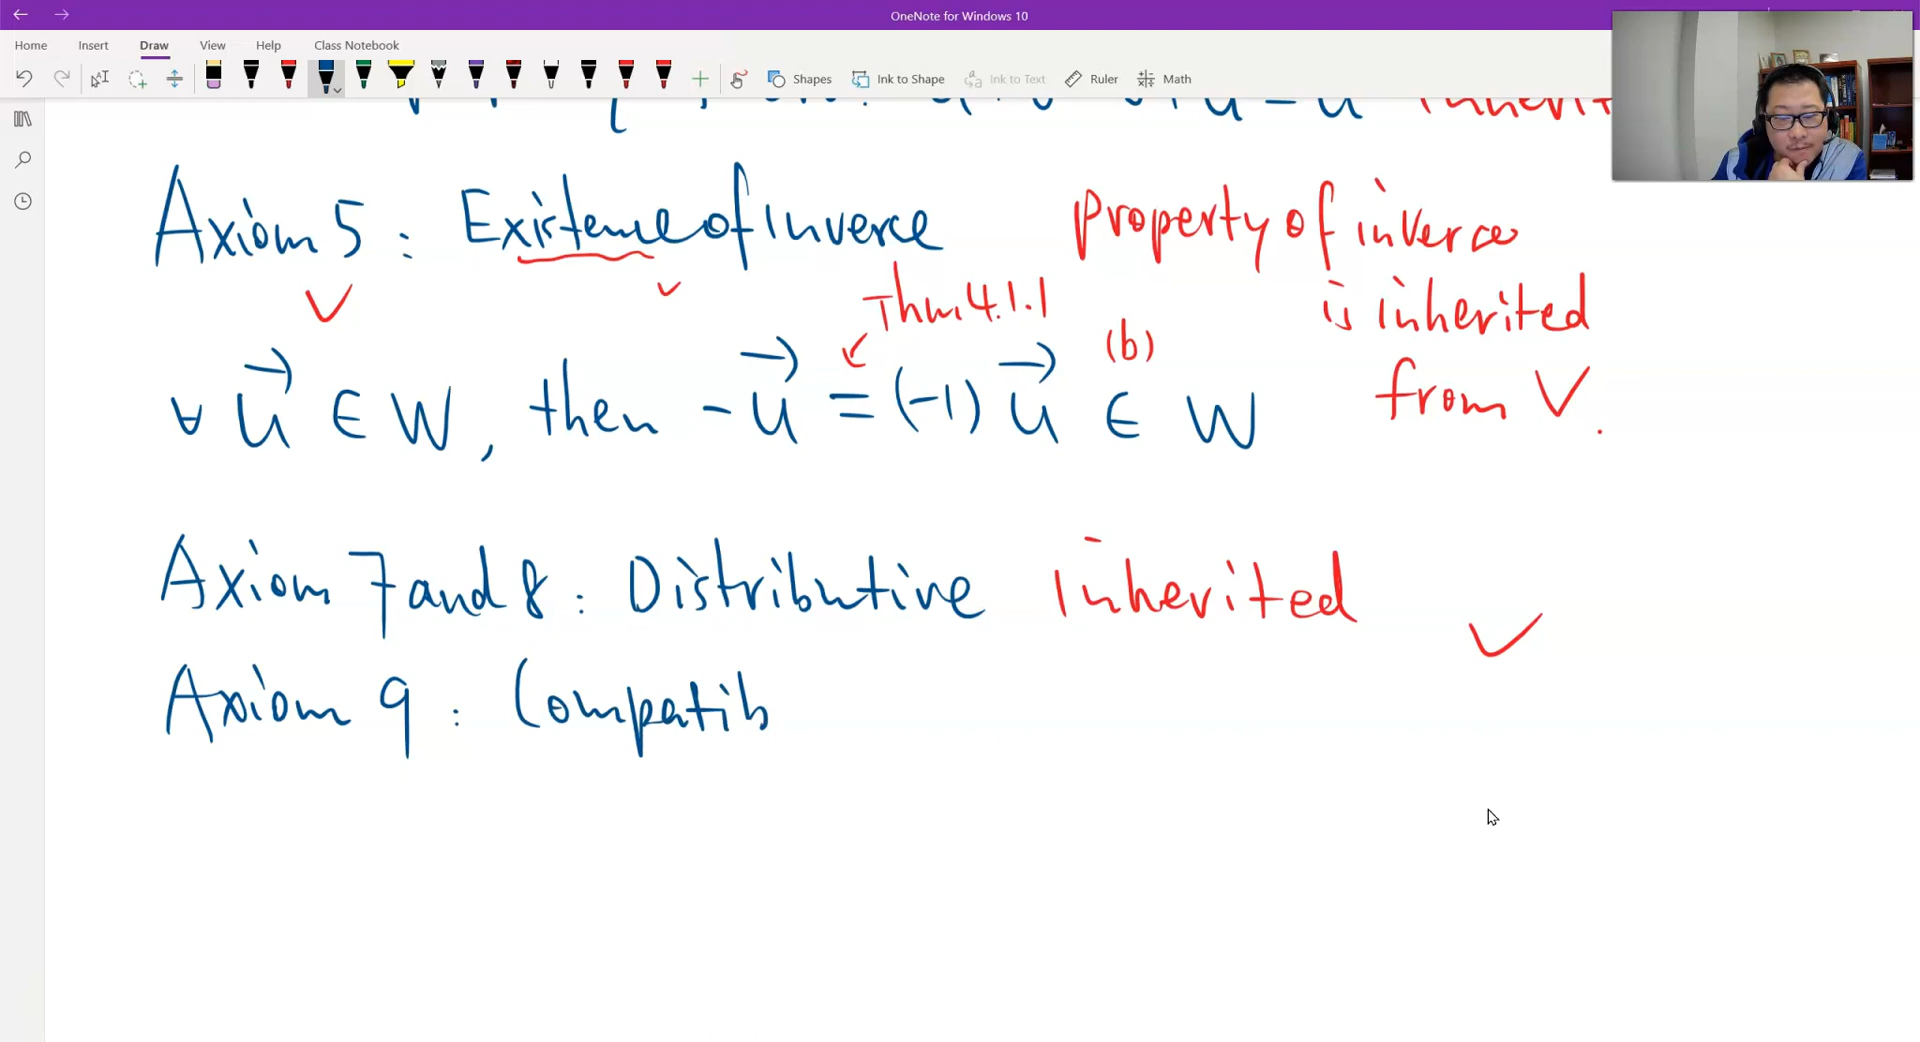 OneNote for Windows 10
Home Insert Draw View Help Class Notebook
Shapes Ink to Shape Ink to Text Ruler Math
Axiom 5 : Existence of Inverse
Property of inverse
is inherited
from V.
Thm. 4.1.1
(b)
∀ u⃗ ∈ W, then -u⃗ = (-1) u⃗ ∈ W
Axiom 7 and 8 : Distributive Inherited
Axiom 9 : Compatib